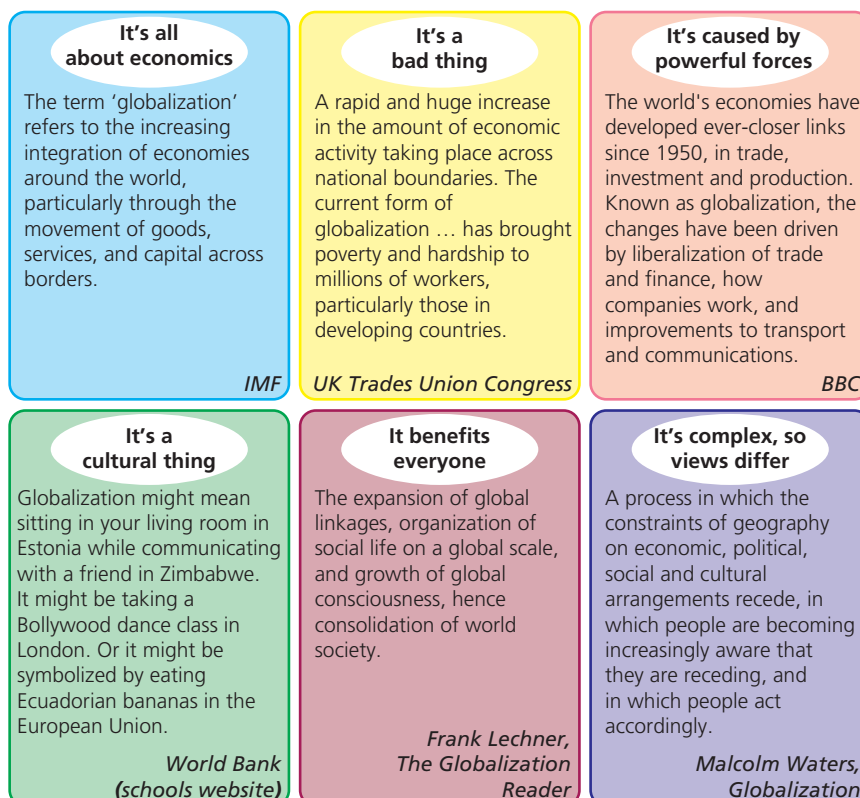 It's all
about economics
The term ‘globalization’
refers to the increasing
integration of economies
around the world,
particularly through the
movement of goods,
services, and capital across
borders.
IMF
It's a
bad thing
A rapid and huge increase
in the amount of economic
activity taking place across
national boundaries. The
current form of
globalization … has brought
poverty and hardship to
millions of workers,
particularly those in
developing countries.
UK Trades Union Congress
It's caused by
powerful forces
The world's economies have
developed ever-closer links
since 1950, in trade,
investment and production.
Known as globalization, the
changes have been driven
by liberalization of trade
and finance, how
companies work, and
improvements to transport
and communications.
BBC
It's a
cultural thing
Globalization might mean
sitting in your living room in
Estonia while communicating
with a friend in Zimbabwe.
It might be taking a
Bollywood dance class in
London. Or it might be
symbolized by eating
Ecuadorian bananas in the
European Union.
World Bank
(schools website)
It benefits
everyone
The expansion of global
linkages, organization of
social life on a global scale,
and growth of global
consciousness, hence
consolidation of world
society.
Frank Lechner,
The Globalization
Reader
It's complex, so
views differ
A process in which the
constraints of geography
on economic, political,
social and cultural
arrangements recede, in
which people are becoming
increasingly aware that
they are receding, and
in which people act
accordingly.
Malcolm Waters,
Globalization